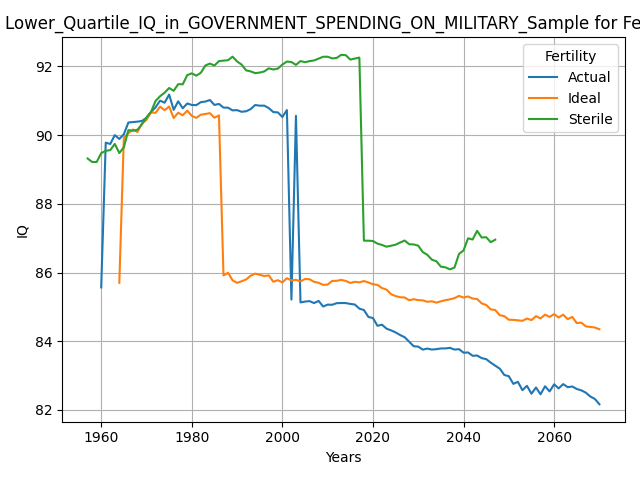 Lower_Quartile_IQ_in_GOVERNMENT_SPENDING_ON_MILITARY_Sample for Fe
Fertility
Actual
Ideal
Sterile
92
90
88
86
84
82
IQ
1960 1980 2000 2020 2040 2060
Years